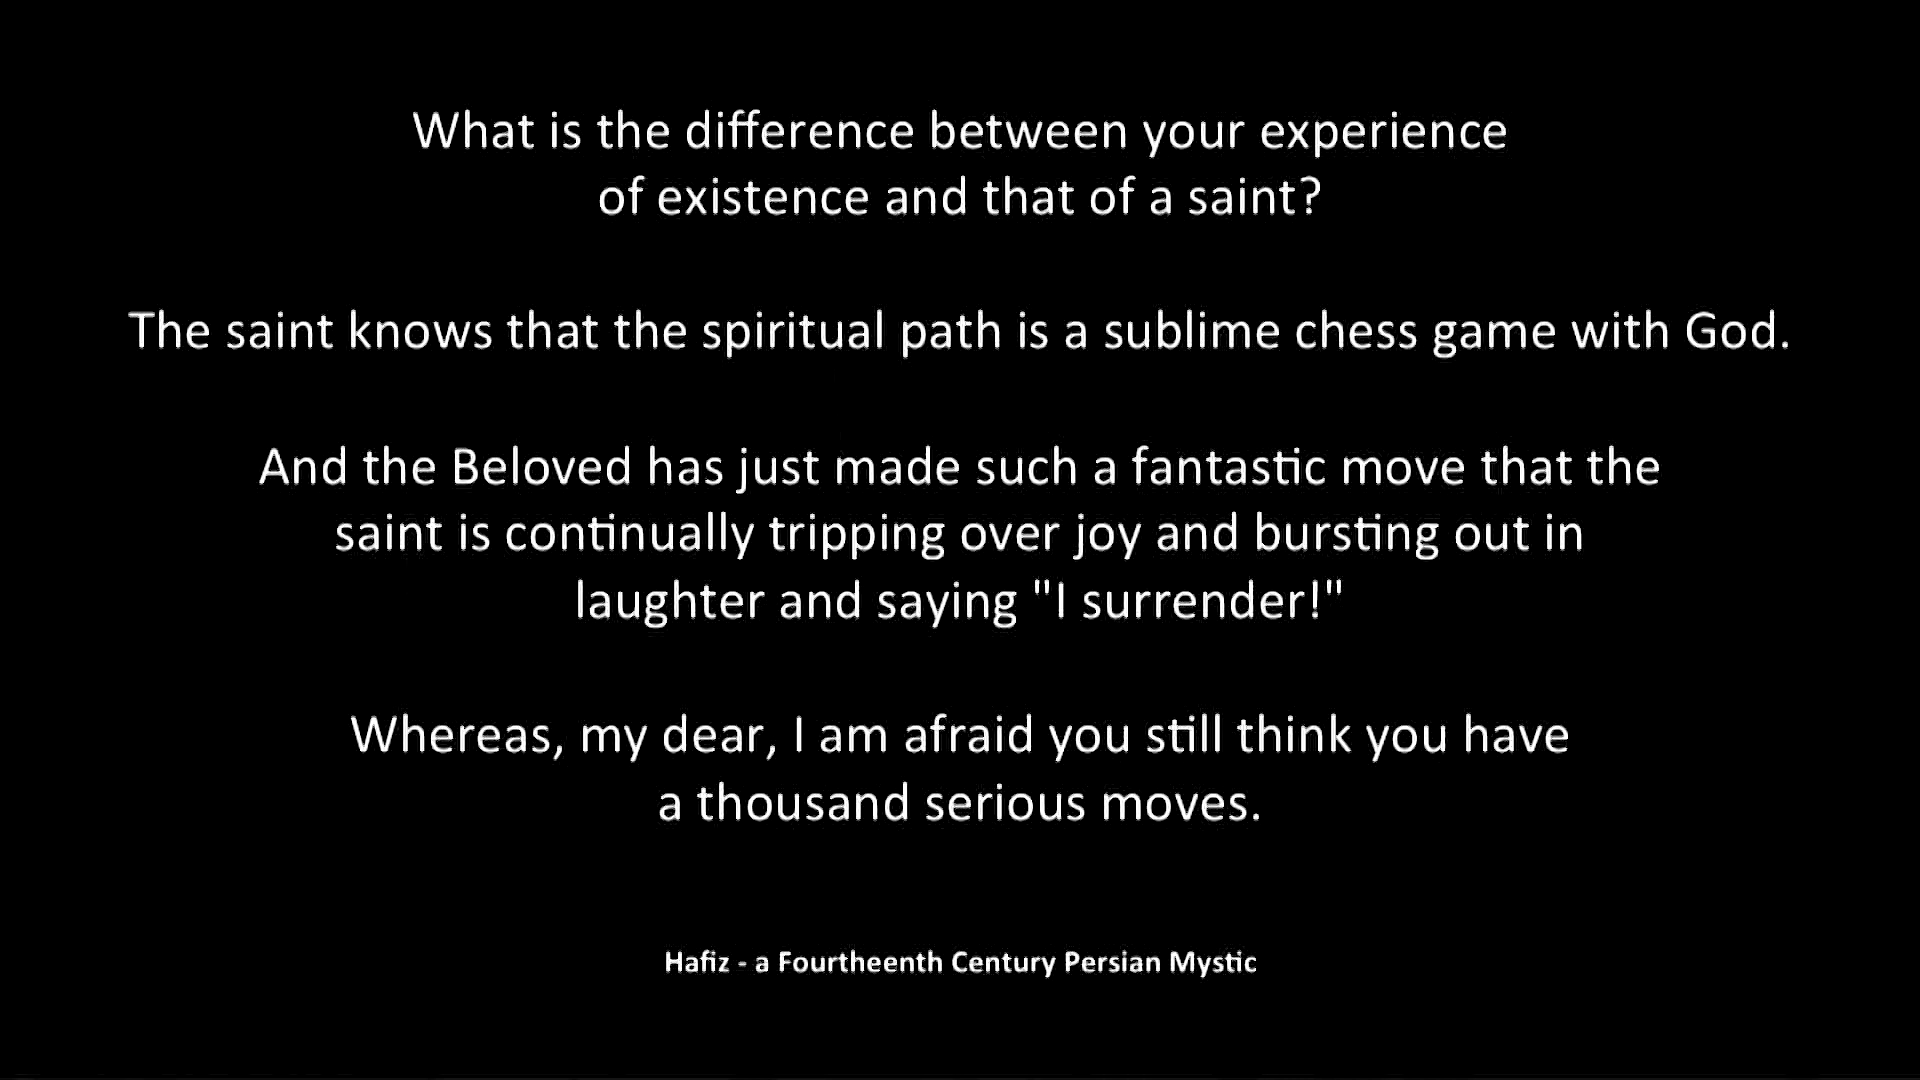 What is the difference between your experience
of existence and that of a saint?
The saint knows that the spiritual path is a sublime chess game with God.
And the Beloved has just made such a fantastic move that the
saint is continually tripping over joy and bursting out in
laughter and saying "I surrender!"
Whereas, my dear, I am afraid you still think you have
a thousand serious moves.
Hafiz - a Fourtheenth Century Persian Mystic